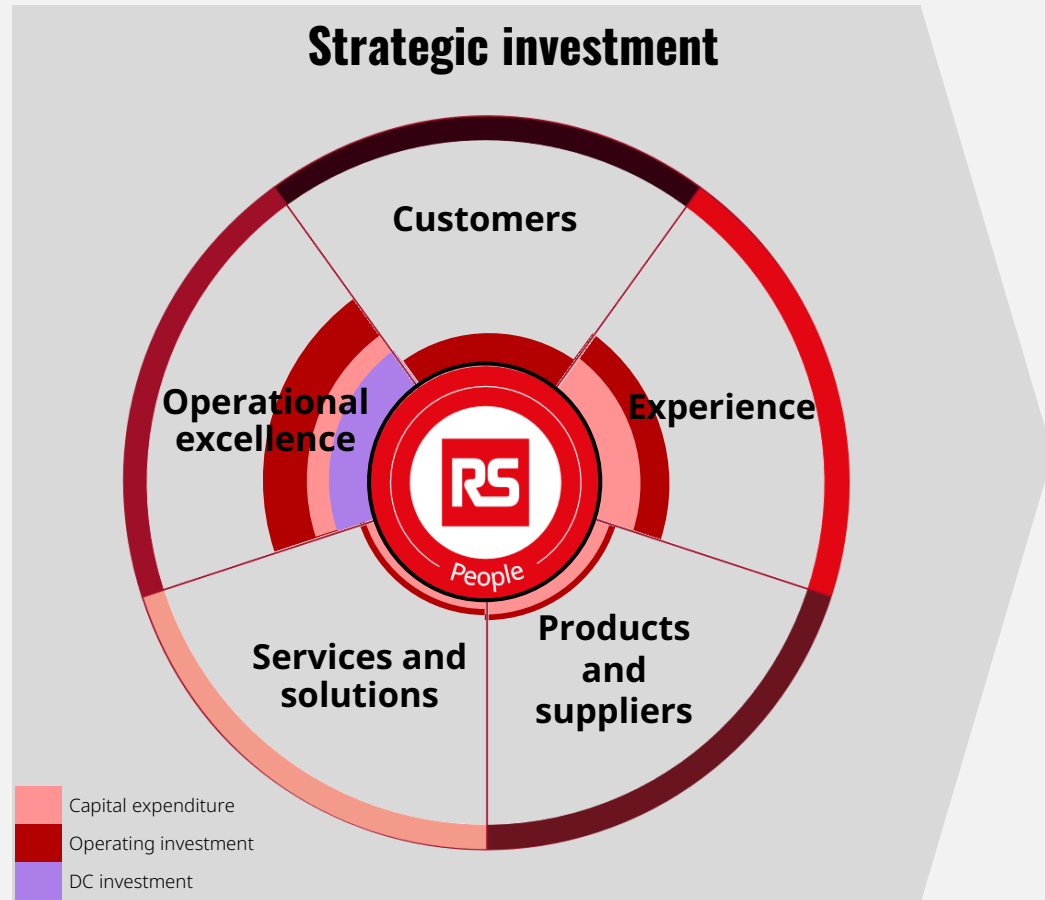 Strategic investment
Customers
Operational
excellence
Experience
RS
People
Services and
solutions
Products
and
suppliers
Capital expenditure
Operating investment
DC investment